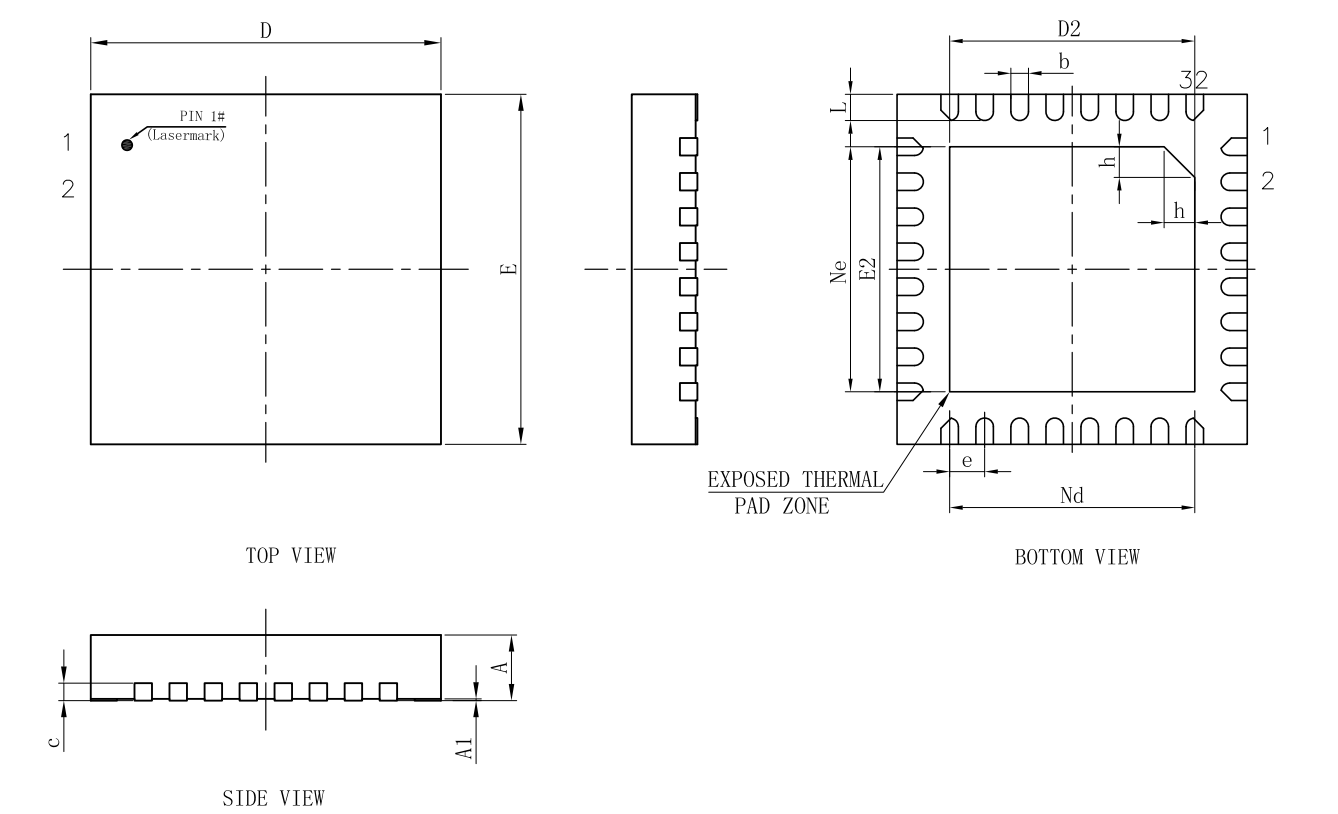 D
PIN 1#
(Lasermark)
1
2
E
TOP VIEW
D2
b
32
L
1
h
2
h
Ne
E2
e
EXPOSED THERMAL
PAD ZONE
Nd
BOTTOM VIEW
A
c
A1
SIDE VIEW